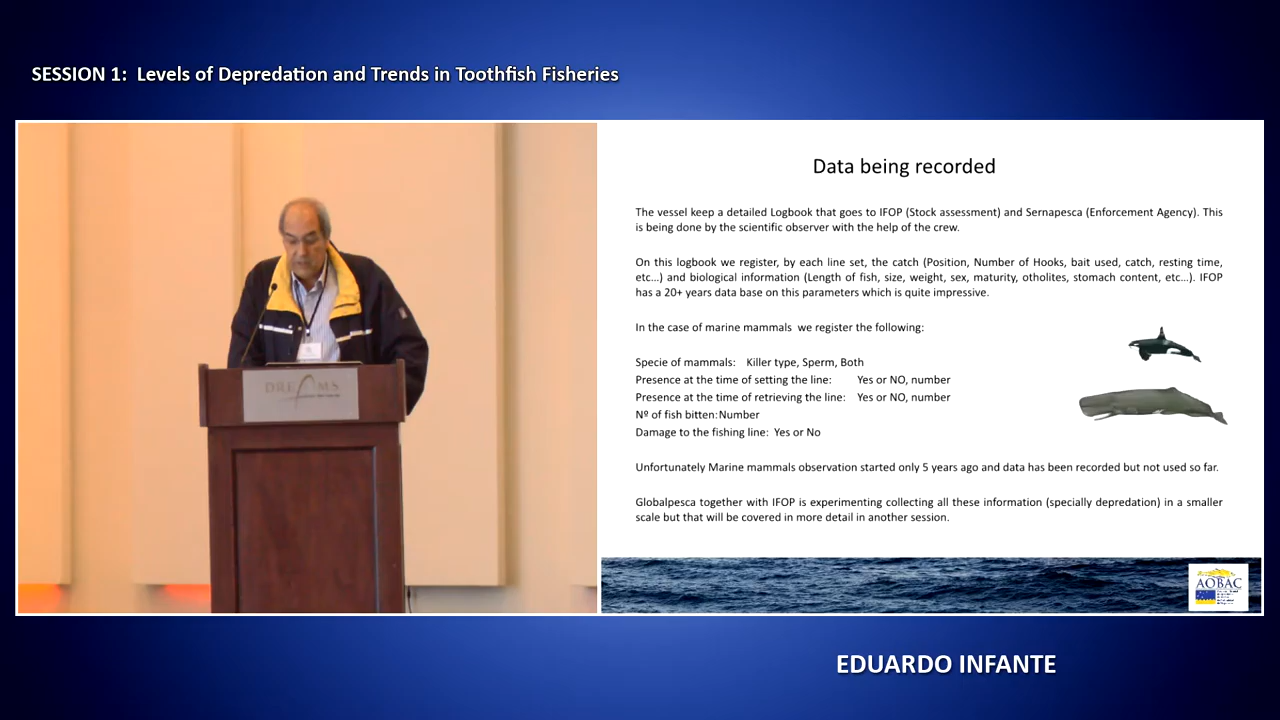 SESSION 1: Levels of Depredation and Trends in Toothfish Fisheries
DREAMS
Data being recorded
The vessel keep a detailed Logbook that goes to IFOP (Stock assessment) and Sernapesca (Enforcement Agency). This
is being done by the scientific observer with the help of the crew.
On this logbook we register, by each line set, the catch (Position, Number of Hooks, bait used, catch, resting time,
etc...) and biological information (Length of fish, size, weight, sex, maturity, otholites, stomach content, etc...). IFOP
has a 20+ years data base on this parameters which is quite impressive.
In the case of marine mammals we register the following:
Specie of mammals: Killer type, Sperm, Both
Presence at the time of setting the line: Yes or NO, number
Presence at the time of retrieving the line: Yes or NO, number
Nº of fish bitten: Number
Damage to the fishing line: Yes or No
Unfortunately Marine mammals observation started only 5 years ago and data has been recorded but not used so far.
Globalpesca together with IFOP is experimenting collecting all these information (specially depredation) in a smaller
scale but that will be covered in more detail in another session.
AOBAC
EDUARDO INFANTE